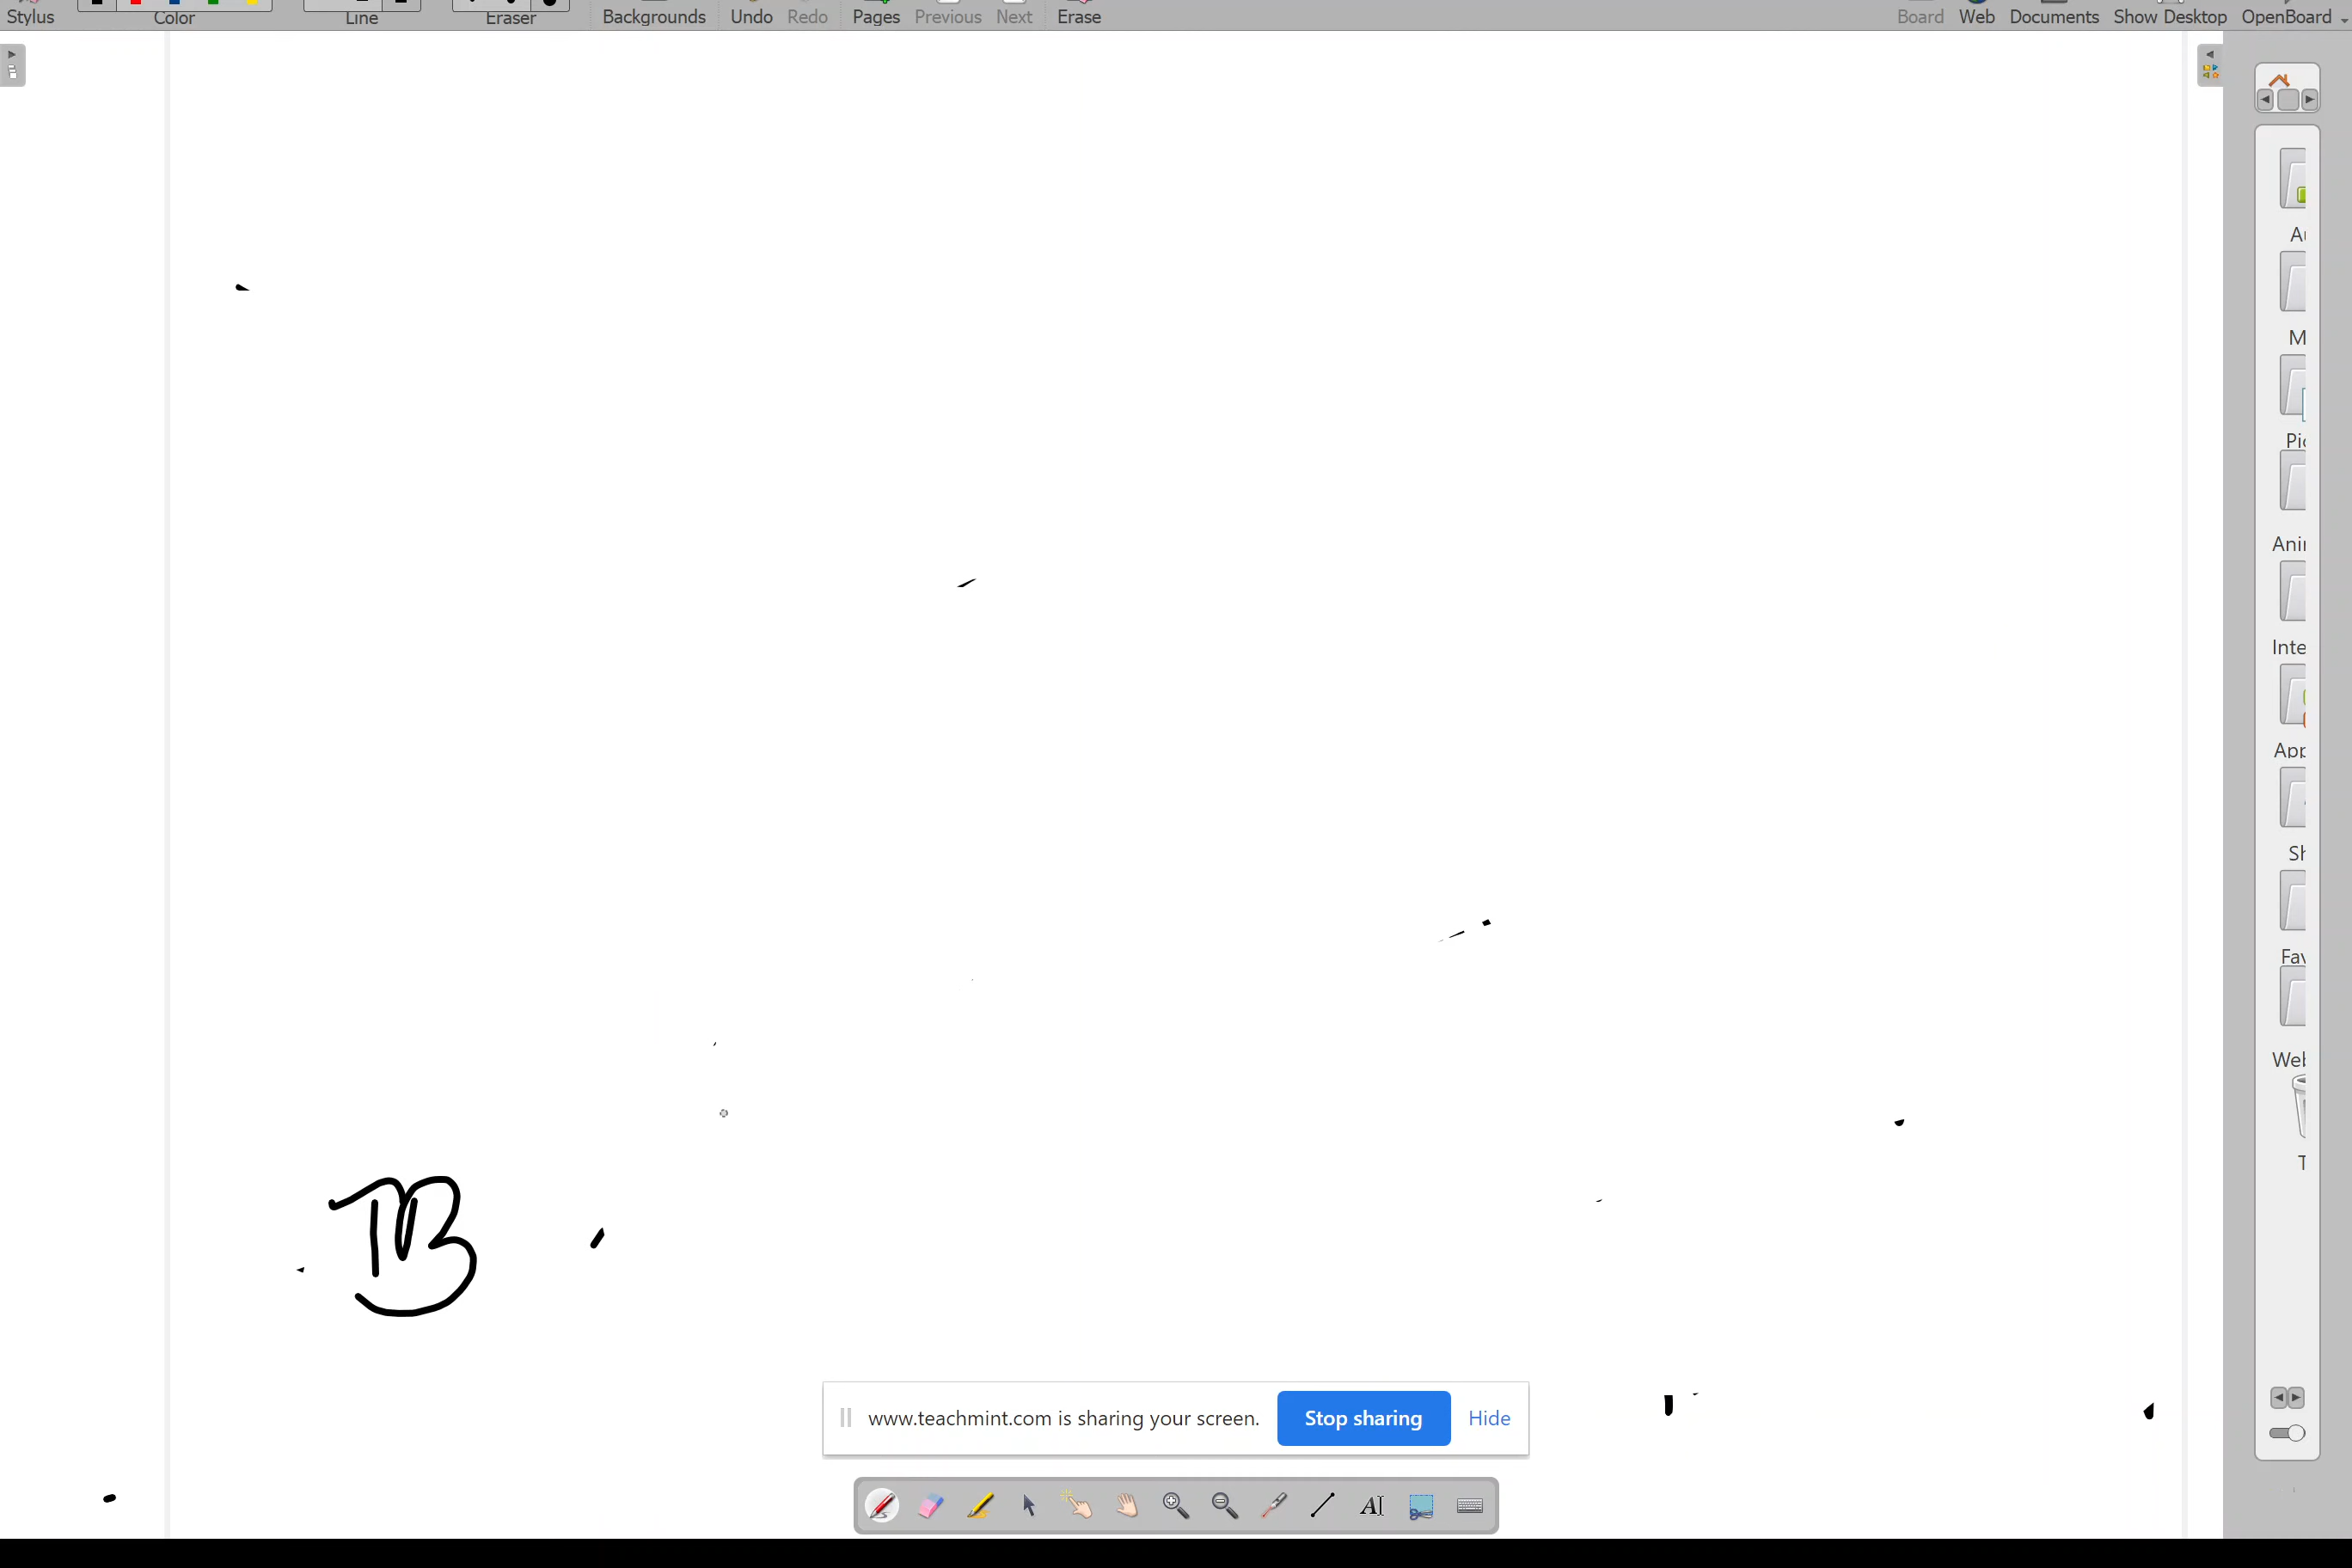 Stylus Color Line Eraser Backgrounds Undo Redo Pages Previous Next Erase Board Web Documents Show Desktop OpenBoard
B
www.teachmint.com is sharing your screen. Stop sharing Hide
AI